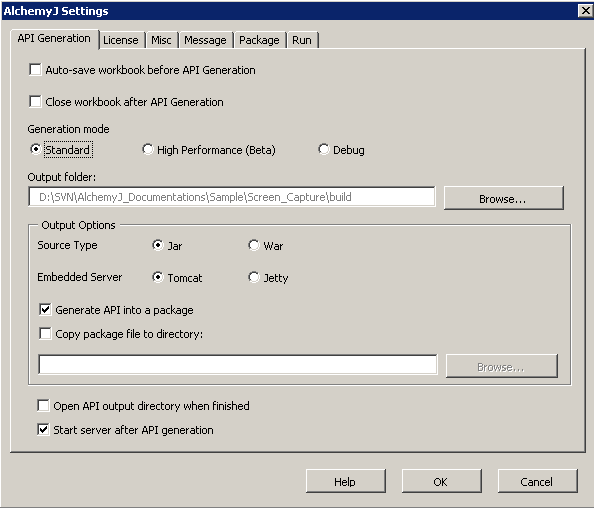 AlchemyJ Settings
API Generation License Misc Message Package Run
Auto-save workbook before API Generation
Close workbook after API Generation
Generation mode
Standard High Performance (Beta) Debug
Output folder:
D:\SVN\AlchemyJ_Documentations\Sample\Screen_Capture\build Browse...
Output Options
Source Type Jar War
Embedded Server Tomcat Jetty
Generate API into a package
Copy package file to directory:
Browse...
Open API output directory when finished
Start server after API generation
Help OK Cancel